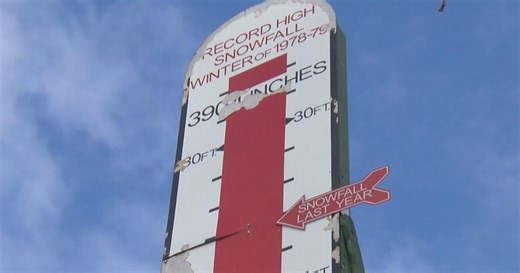 RECORD HIGH
SNOWFALL
WINTER OF 1978-79
390 INCHES
30FT.
30FT.
SNOWFALL
LAST YEAR